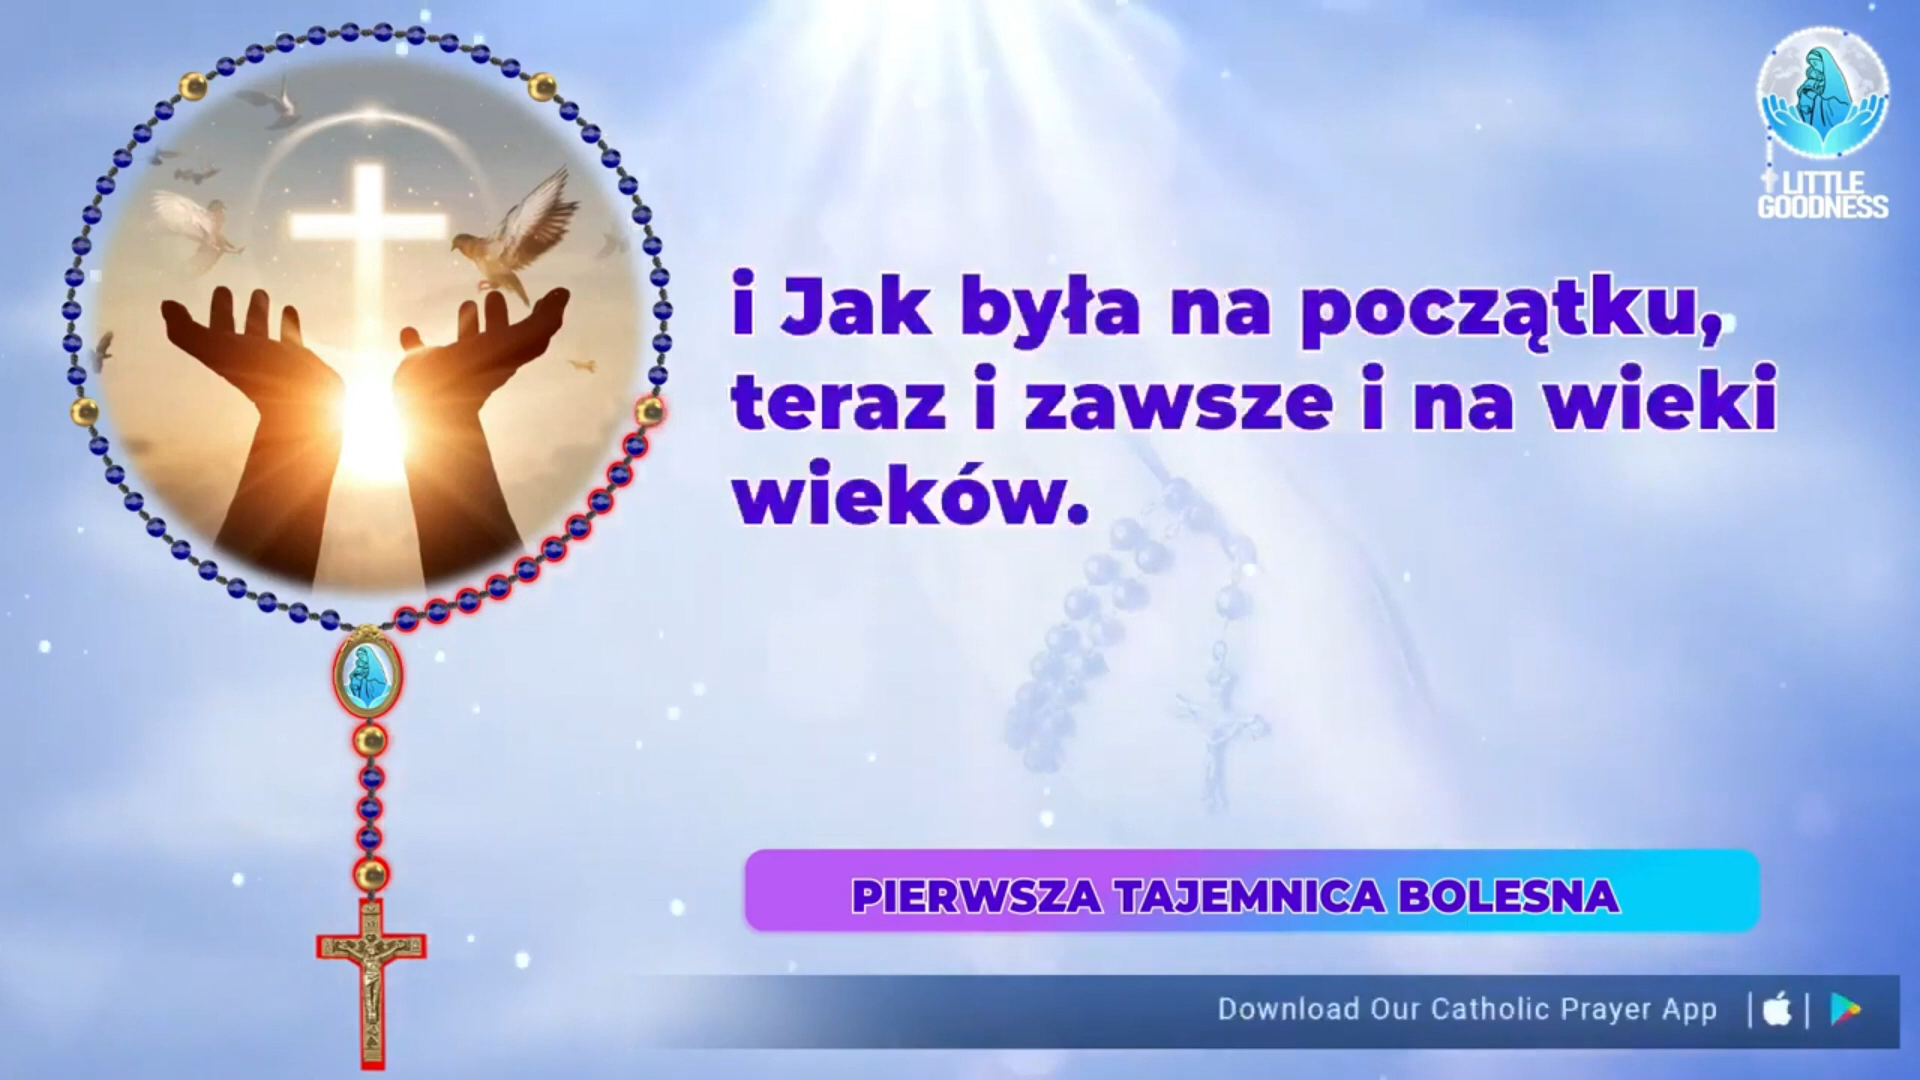 LITTLE
GOODNESS
i Jak była na początku,
teraz i zawsze i na wieki
wieków.
PIERWSZA TAJEMNICA BOLESNA
Download Our Catholic Prayer App